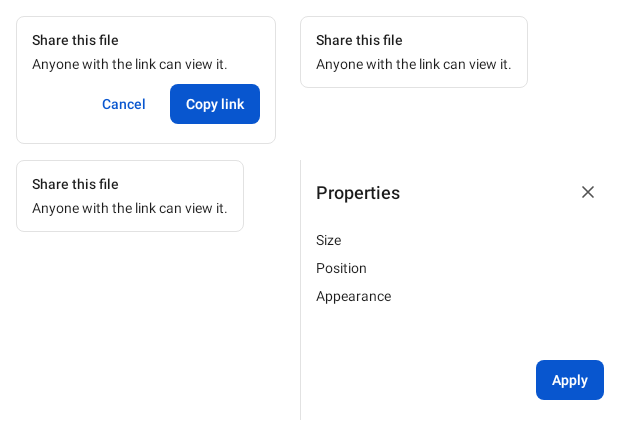 Share this file
Anyone with the link can view it.
Cancel
Copy link
Share this file
Anyone with the link can view it.
Share this file
Anyone with the link can view it.
Properties
Size
Position
Appearance
Apply